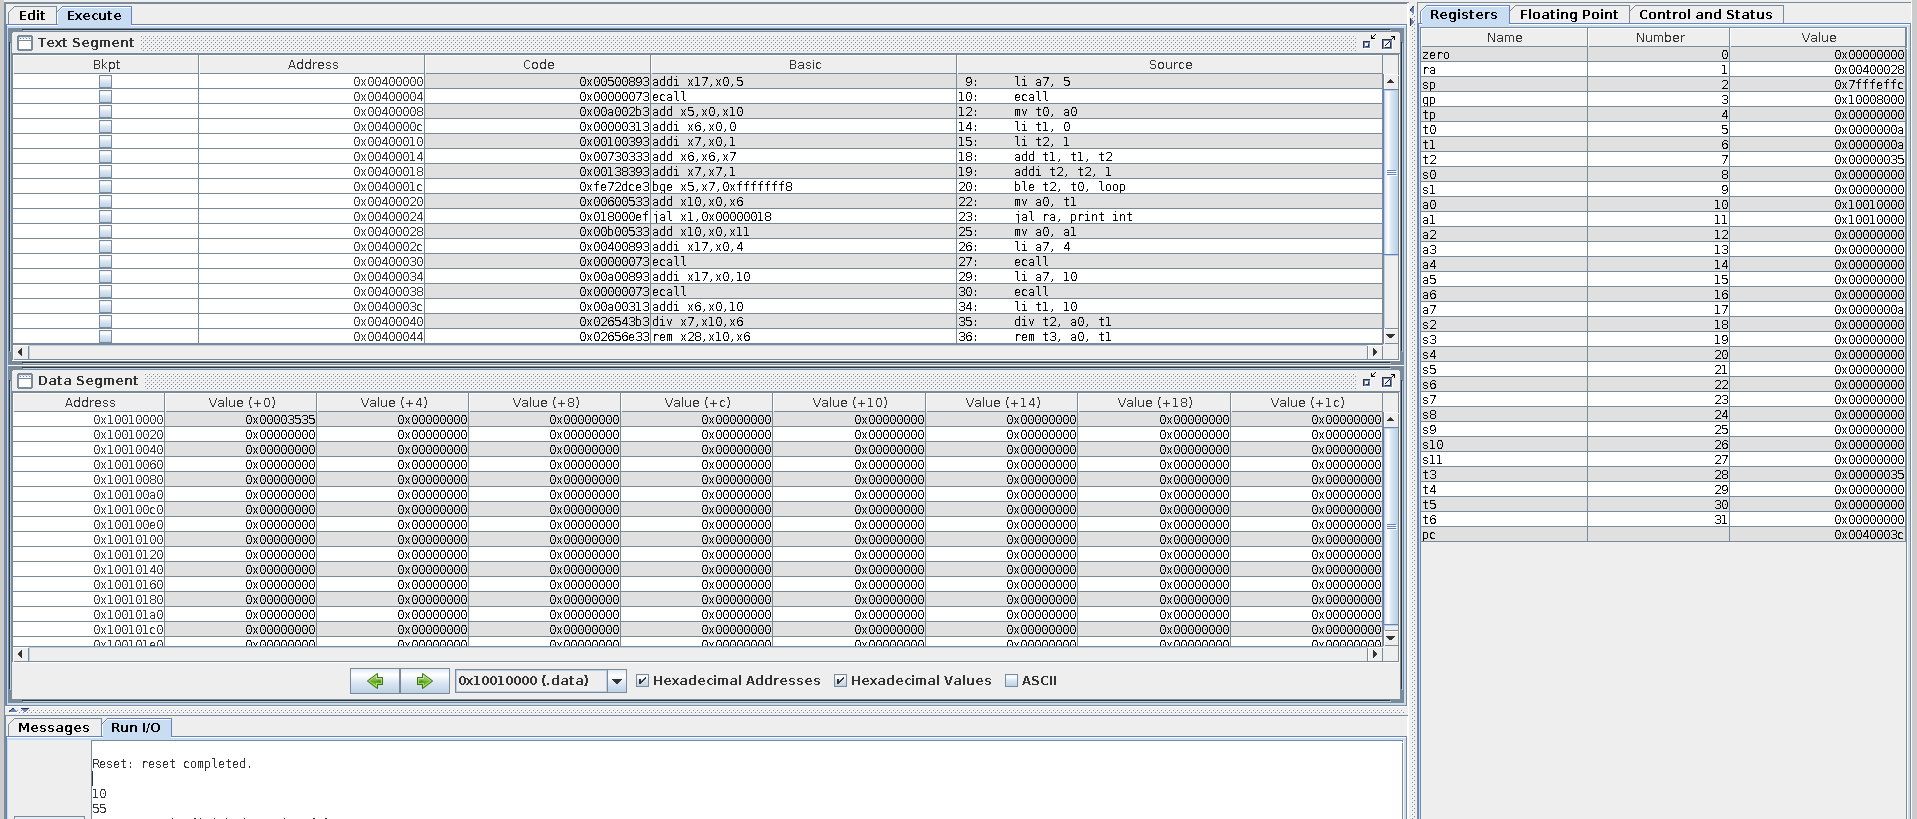 Edit Execute
Text Segment
Bkpt Address Code Basic Source
0x00400000 0x00500893 addi x17,x0,5 9: li a7, 5
0x00400004 0x00000073 ecall 10: ecall
0x00400008 0x00a002b3 add x5,x0,x10 12: mv t0, a0
0x0040000c 0x00000313 addi x6,x0,0 14: li t1, 0
0x00400010 0x00100393 addi x7,x0,1 15: li t2, 1
0x00400014 0x00730333 add x6,x6,x7 18: add t1, t1, t2
0x00400018 0x00138393 addi x7,x7,1 19: addi t2, t2, 1
0x0040001c 0xfe72dce3 bge x5,x7,0xfffffff8 20: ble t2, t0, loop
0x00400020 0x00600533 add x10,x0,x6 22: mv a0, t1
0x00400024 0x018000ef jal x1,0x00000018 23: jal ra, print_int
0x00400028 0x00b00533 add x10,x0,x11 25: mv a0, a1
0x0040002c 0x00400893 addi x17,x0,4 26: li a7, 4
0x00400030 0x00000073 ecall 27: ecall
0x00400034 0x00a00893 addi x17,x0,10 29: li a7, 10
0x00400038 0x00000073 ecall 30: ecall
0x0040003c 0x00a00313 addi x6,x0,10 34: li t1, 10
0x00400040 0x026543b3 div x7,x10,x6 35: div t2, a0, t1
0x00400044 0x02656e33 rem x28,x10,x6 36: rem t3, a0, t1
Data Segment
Address Value (+0) Value (+4) Value (+8) Value (+c) Value (+10) Value (+14) Value (+18) Value (+1c)
0x10010000 0x00003535 0x00000000 0x00000000 0x00000000 0x00000000 0x00000000 0x00000000 0x00000000
0x10010020 0x00000000 0x00000000 0x00000000 0x00000000 0x00000000 0x00000000 0x00000000 0x00000000
0x10010040 0x00000000 0x00000000 0x00000000 0x00000000 0x00000000 0x00000000 0x00000000 0x00000000
0x10010060 0x00000000 0x00000000 0x00000000 0x00000000 0x00000000 0x00000000 0x00000000 0x00000000
0x10010080 0x00000000 0x00000000 0x00000000 0x00000000 0x00000000 0x00000000 0x00000000 0x00000000
0x100100a0 0x00000000 0x00000000 0x00000000 0x00000000 0x00000000 0x00000000 0x00000000 0x00000000
0x100100c0 0x00000000 0x00000000 0x00000000 0x00000000 0x00000000 0x00000000 0x00000000 0x00000000
0x100100e0 0x00000000 0x00000000 0x00000000 0x00000000 0x00000000 0x00000000 0x00000000 0x00000000
0x10010100 0x00000000 0x00000000 0x00000000 0x00000000 0x00000000 0x00000000 0x00000000 0x00000000
0x10010120 0x00000000 0x00000000 0x00000000 0x00000000 0x00000000 0x00000000 0x00000000 0x00000000
0x10010140 0x00000000 0x00000000 0x00000000 0x00000000 0x00000000 0x00000000 0x00000000 0x00000000
0x10010160 0x00000000 0x00000000 0x00000000 0x00000000 0x00000000 0x00000000 0x00000000 0x00000000
0x10010180 0x00000000 0x00000000 0x00000000 0x00000000 0x00000000 0x00000000 0x00000000 0x00000000
0x100101a0 0x00000000 0x00000000 0x00000000 0x00000000 0x00000000 0x00000000 0x00000000 0x00000000
0x100101c0 0x00000000 0x00000000 0x00000000 0x00000000 0x00000000 0x00000000 0x00000000 0x00000000
0x100101e0 0x00000000 0x00000000 0x00000000 0x00000000 0x00000000 0x00000000 0x00000000 0x00000000
0x10010000 (.data) Hexadecimal Addresses Hexadecimal Values ASCII
Messages Run I/O
Reset: reset completed.
10
55
Registers Floating Point Control and Status
Name Number Value
zero 0 0x00000000
ra 1 0x00400028
sp 2 0x7fffeffc
gp 3 0x10008000
tp 4 0x00000000
t0 5 0x0000000a
t1 6 0x0000000a
t2 7 0x00000035
s0 8 0x00000000
s1 9 0x00000000
a0 10 0x10010000
a1 11 0x10010000
a2 12 0x00000000
a3 13 0x00000000
a4 14 0x00000000
a5 15 0x00000000
a6 16 0x00000000
a7 17 0x0000000a
s2 18 0x00000000
s3 19 0x00000000
s4 20 0x00000000
s5 21 0x00000000
s6 22 0x00000000
s7 23 0x00000000
s8 24 0x00000000
s9 25 0x00000000
s10 26 0x00000000
s11 27 0x00000000
t3 28 0x00000035
t4 29 0x00000000
t5 30 0x00000000
t6 31 0x00000000
pc 0x0040003c